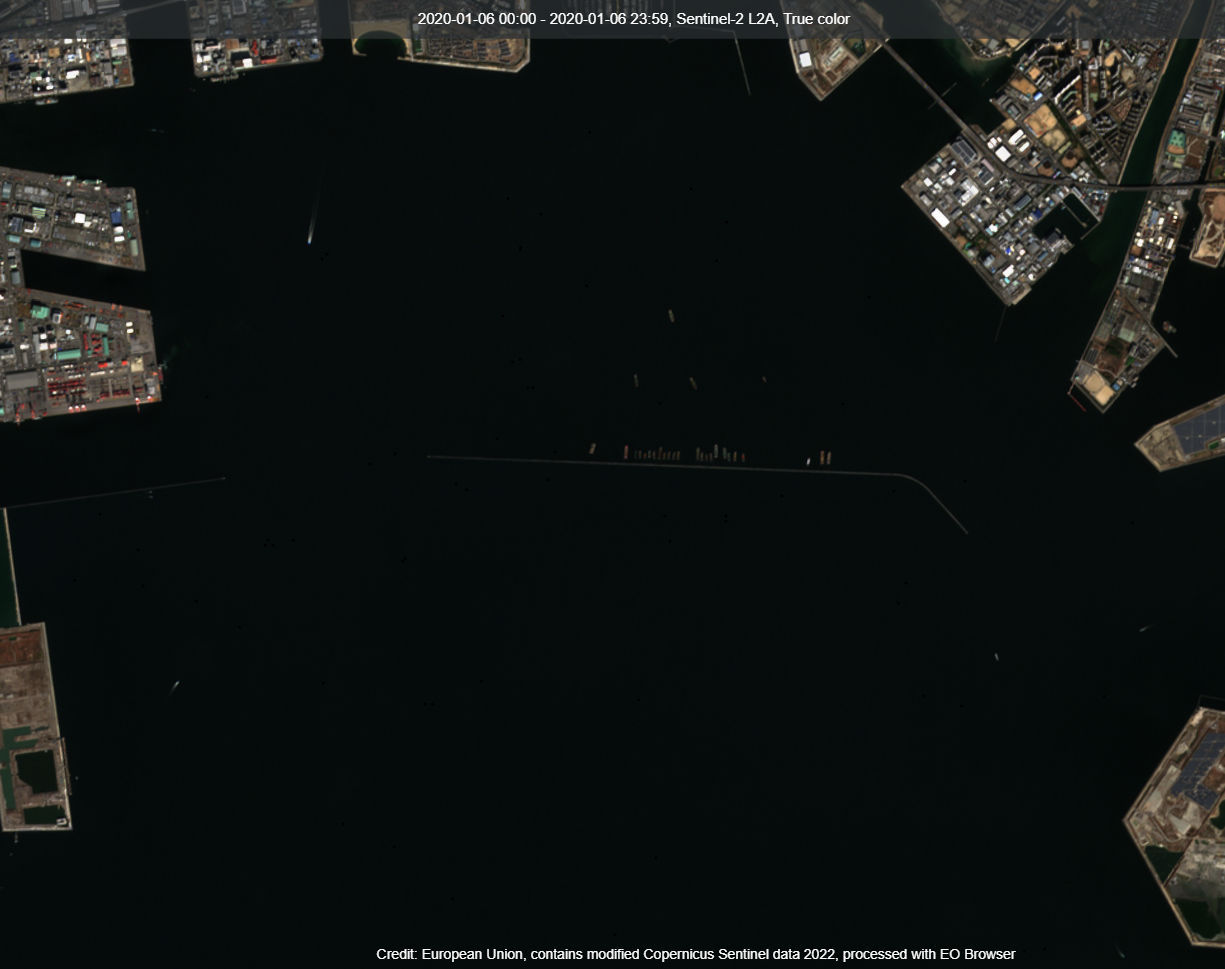 2020-01-06 00:00 - 2020-01-06 23:59, Sentinel-2 L2A, True color
Credit: European Union, contains modified Copernicus Sentinel data 2022, processed with EO Browser